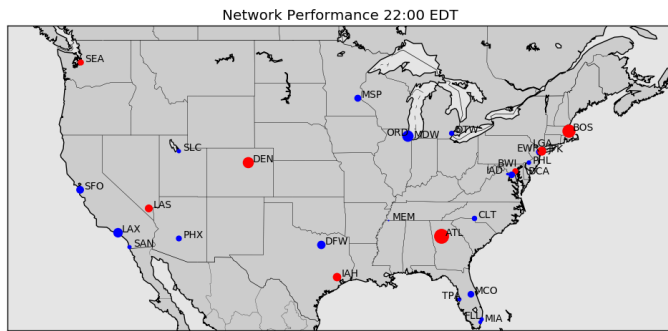 Network Performance 22:00 EDT
SEA
MSP
BOS
ORD
MDW
DTW
LGA
EWR
JFK
SLC
DEN
PHL
BWI
IAD
DCA
SFO
LAS
MEM
CLT
LAX
PHX
ATL
SAN
DFW
IAH
TPA
MCO
FLL
MIA